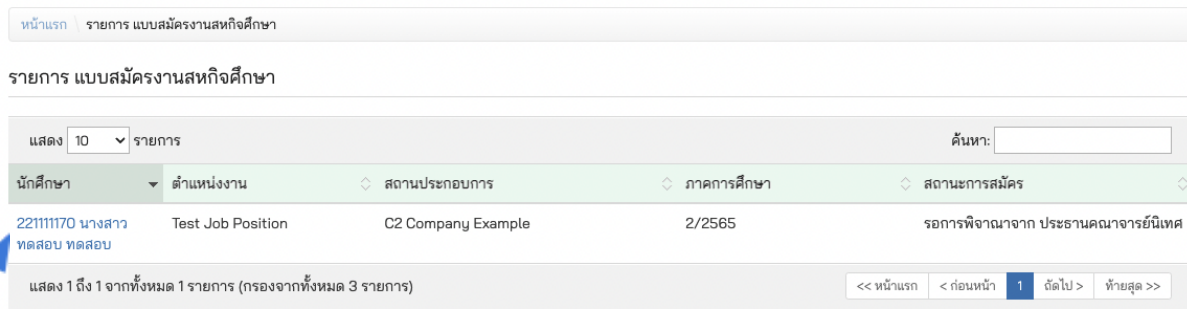 หน้าแรก \ รายการ แบบสมัครงานสหกิจศึกษา
รายการ แบบสมัครงานสหกิจศึกษา
แสดง 10 รายการ ค้นหา:
นักศึกษา ตำแหน่งงาน สถานประกอบการ ภาคการศึกษา สถานะการสมัคร
221111170 นางสาว Test Job Position C2 Company Example 2/2565 รอการพิจาณาจาก ประธานคณาจารย์นิเทศ
ทดสอบ ทดสอบ
แสดง 1 ถึง 1 จากทั้งหมด 1 รายการ (กรองจากทั้งหมด 3 รายการ) << หน้าแรก < ก่อนหน้า 1 ถัดไป > ท้ายสุด >>